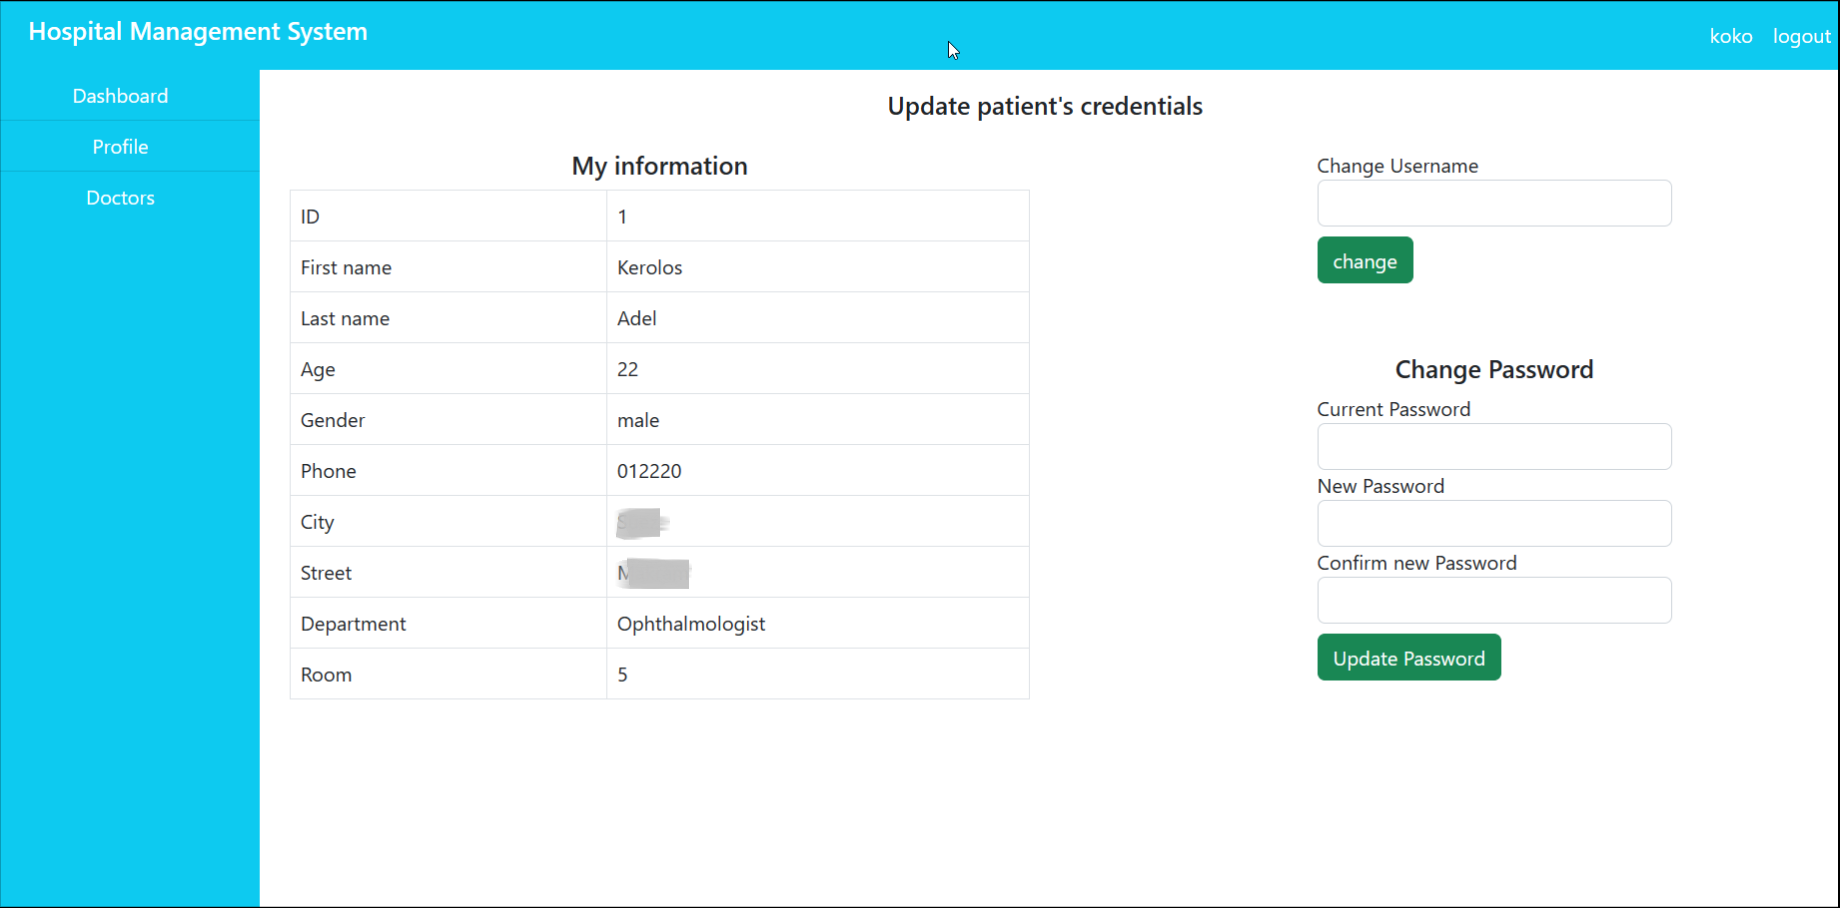 Hospital Management System
koko logout
Dashboard
Profile
Doctors
Update patient's credentials
My information
ID 1
First name Kerolos
Last name Adel
Age 22
Gender male
Phone 012220
City
Street
Department Ophthalmologist
Room 5
Change Username
change
Change Password
Current Password
New Password
Confirm new Password
Update Password